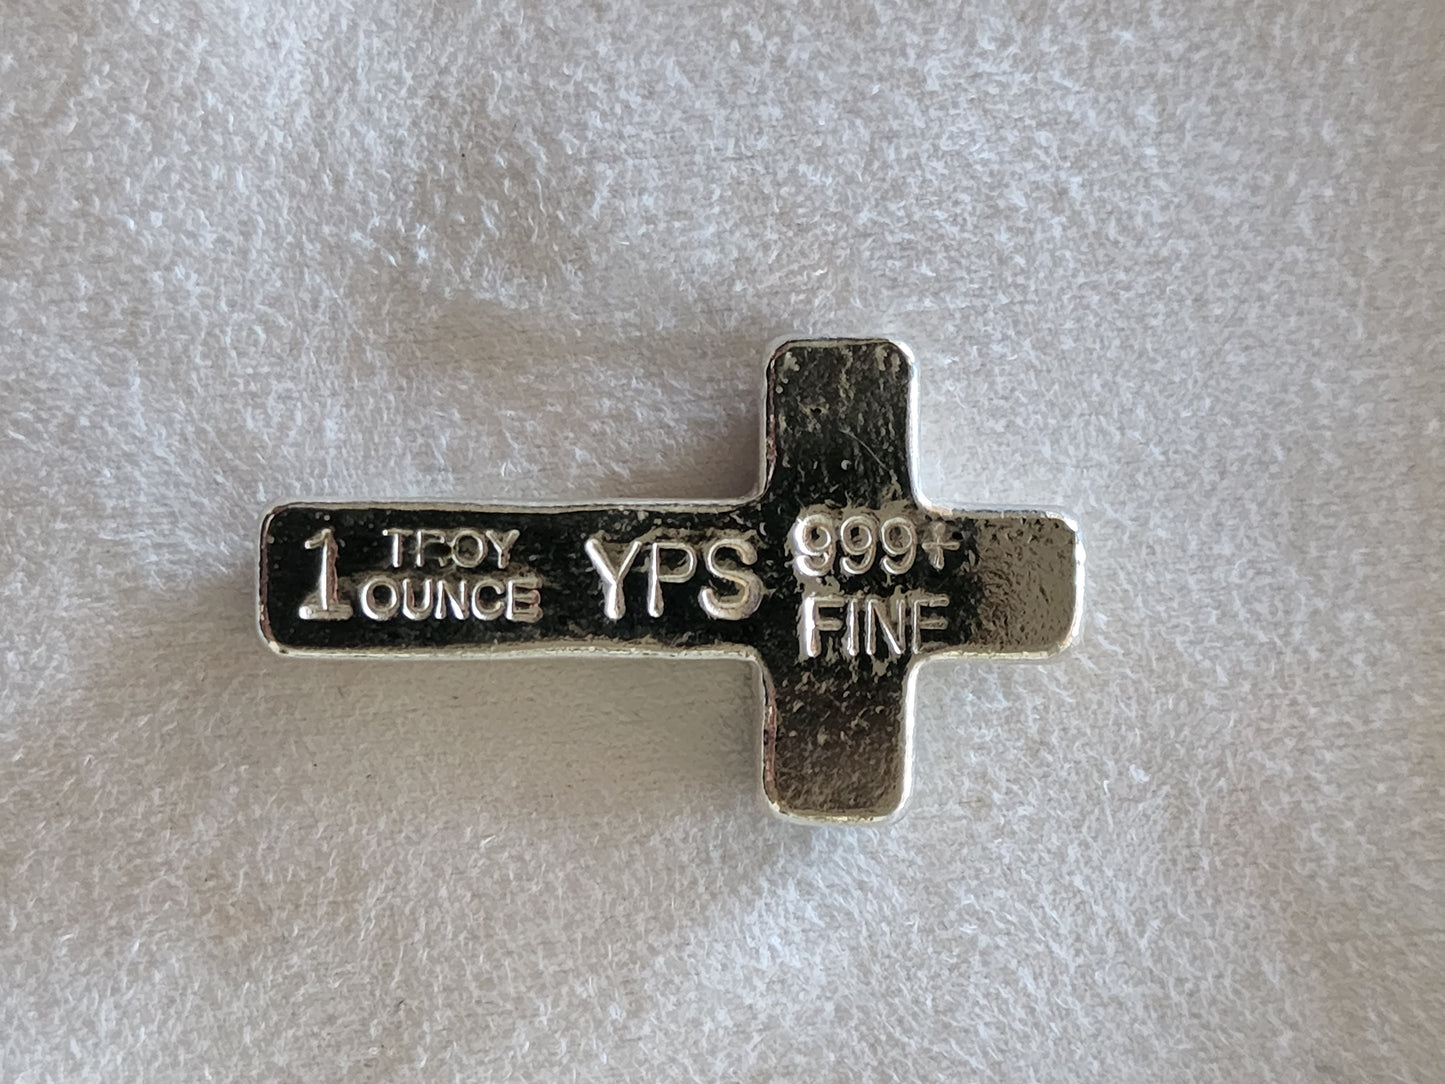 1 TROY
OUNCE
YPS
999+
FINE